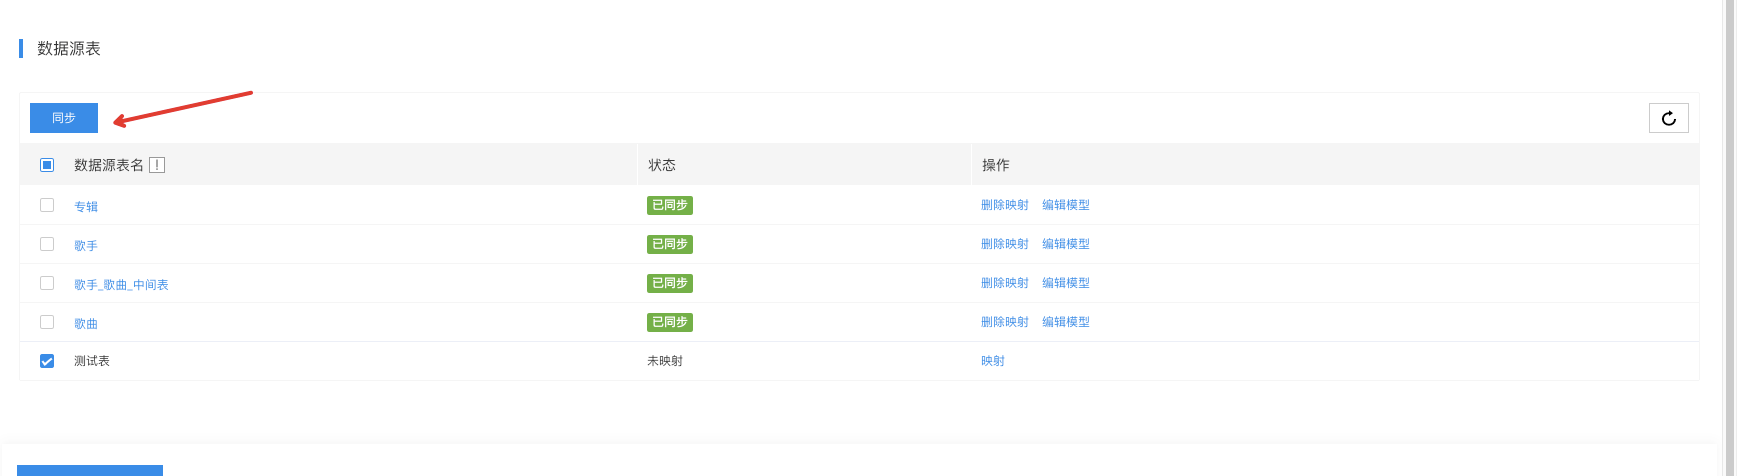 数据源表
同步
数据源表名 ! 状态 操作
专辑 已同步 删除映射 编辑模型
歌手 已同步 删除映射 编辑模型
歌手_歌曲_中间表 已同步 删除映射 编辑模型
歌曲 已同步 删除映射 编辑模型
测试表 未映射 映射